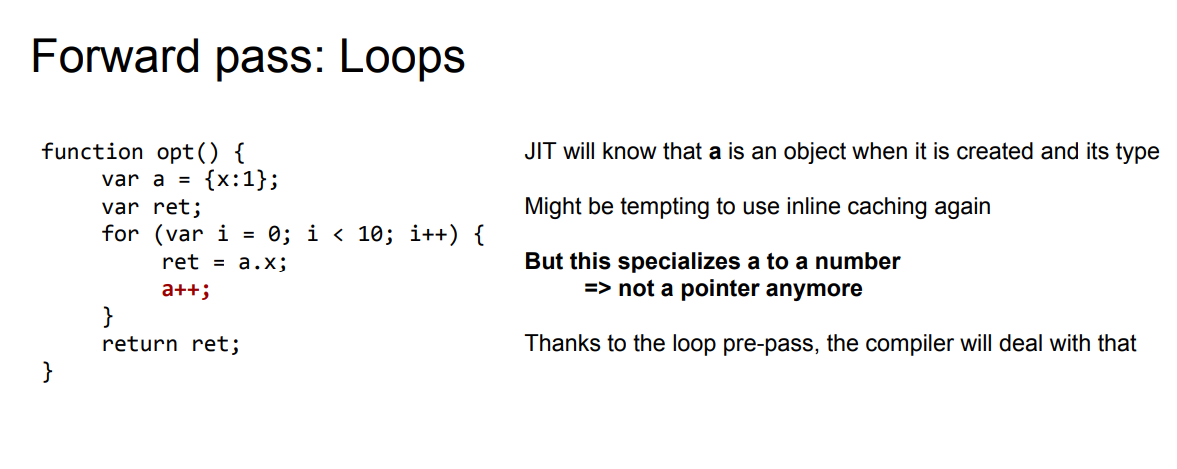 Forward pass: Loops
function opt() {
var a = {x:1};
var ret;
for (var i = 0; i < 10; i++) {
ret = a.x;
a++;
}
return ret;
}
JIT will know that a is an object when it is created and its type
Might be tempting to use inline caching again
But this specializes a to a number
=> not a pointer anymore
Thanks to the loop pre-pass, the compiler will deal with that